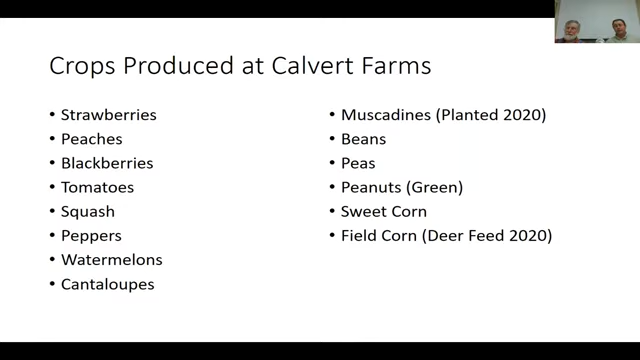 Crops Produced at Calvert Farms
• Strawberries
• Peaches
• Blackberries
• Tomatoes
• Squash
• Peppers
• Watermelons
• Cantaloupes
• Muscadines (Planted 2020)
• Beans
• Peas
• Peanuts (Green)
• Sweet Corn
• Field Corn (Deer Feed 2020)